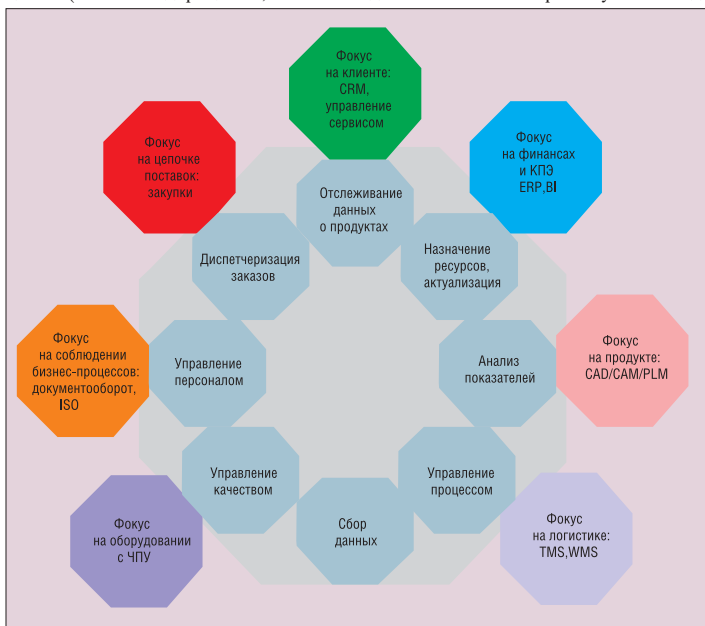 Фокус
на клиенте:
CRM,
управление
сервисом
Фокус
на цепочке
поставок:
закупки
Фокус
на финансах
и КПЭ
ERP,BI
Отслеживание
данных
о продуктах
Диспетчеризация
заказов
Назначение
ресурсов,
актуализация
Фокус
на соблюдении
бизнес-процессов:
документооборот,
ISO
Управление
персоналом
Анализ
показателей
Фокус
на продукте:
CAD/CAM/PLM
Управление
качеством
Управление
процессом
Фокус
на оборудовании
с ЧПУ
Сбор
данных
Фокус
на логистике:
TMS,WMS